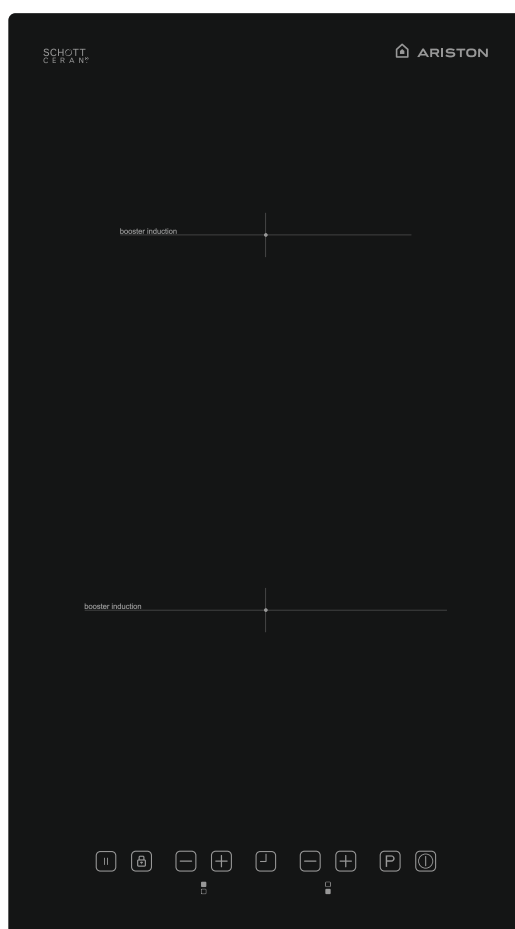 SCHOTT
CERAN®
ARISTON
booster induction
booster induction
P